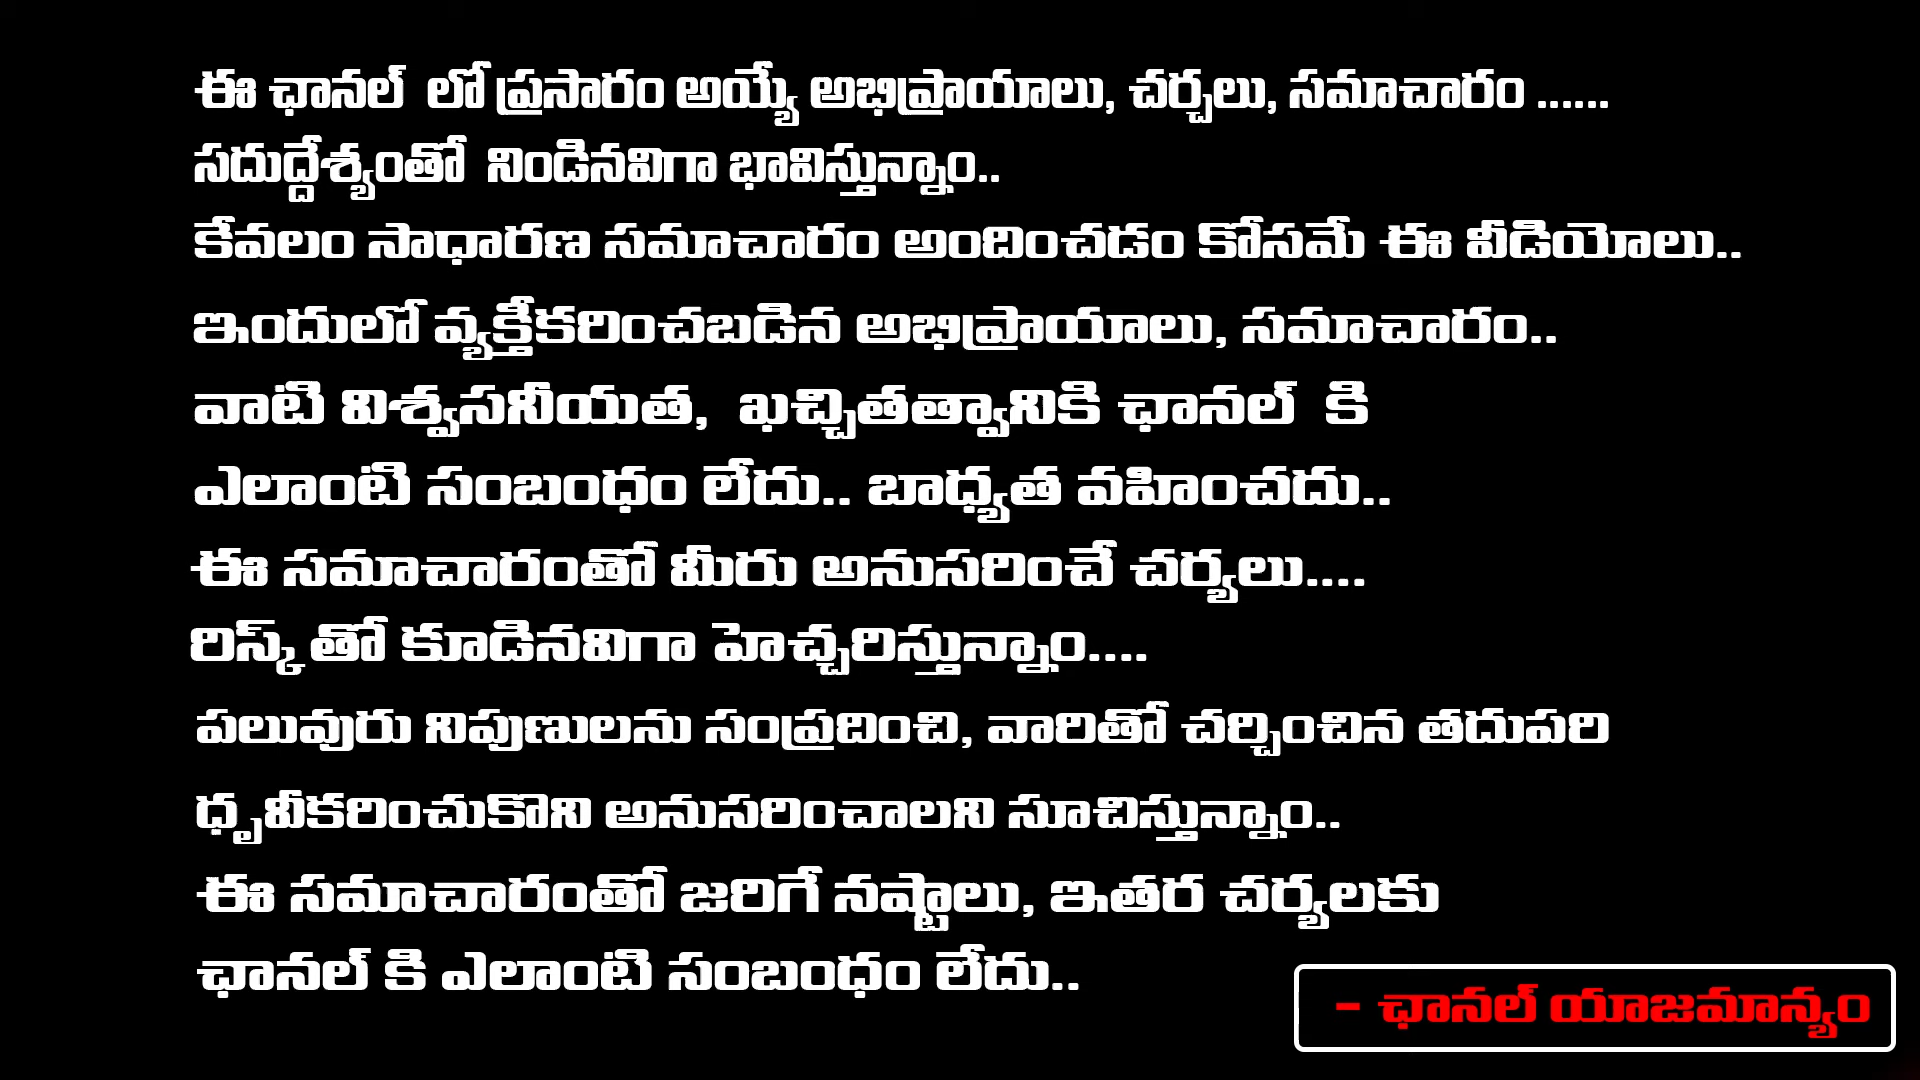 ఈ ఛానల్ లో ప్రసారం అయ్యే అభిప్రాయాలు, చర్చలు, సమాచారం ......
సదుద్దేశ్యంతో నిండినవిగా భావిస్తున్నాం..
కేవలం సాధారణ సమాచారం అందించడం కోసమే ఈ వీడియోలు..
ఇందులో వ్యక్తీకరించబడిన అభిప్రాయాలు, సమాచారం..
వాటి విశ్వసనీయత, ఖచ్చితత్వానికి ఛానల్ కి
ఎలాంటి సంబంధం లేదు.. బాధ్యత వహించదు..
ఈ సమాచారంతో మీరు అనుసరించే చర్యలు....
రిస్క్ తో కూడినవిగా హెచ్చరిస్తున్నాం....
పలువురు నిపుణులను సంప్రదించి, వారితో చర్చించిన తదుపరి
ధృవీకరించుకొని అనుసరించాలని సూచిస్తున్నాం..
ఈ సమాచారంతో జరిగే నష్టాలు, ఇతర చర్యలకు
ఛానల్ కి ఎలాంటి సంబంధం లేదు..
- ఛానల్ యాజమాన్యం